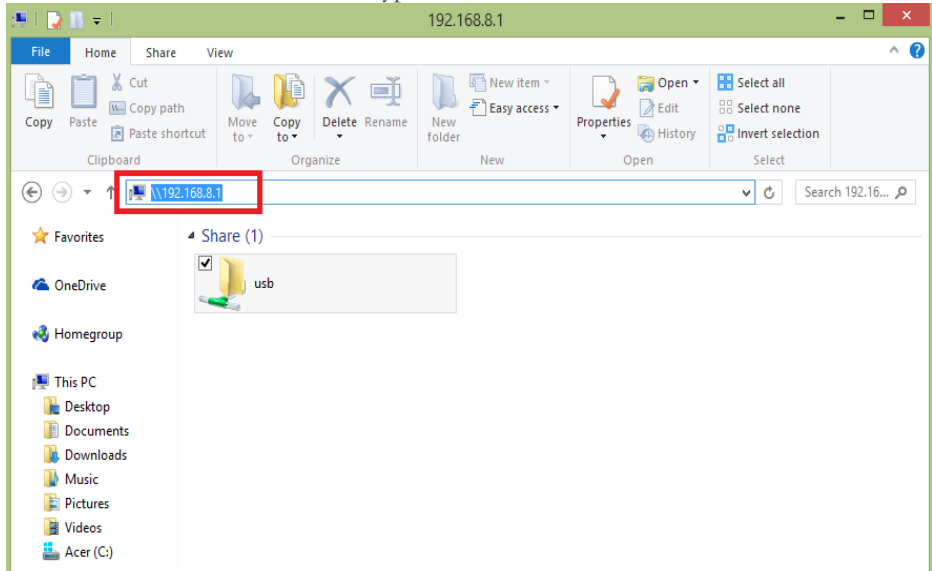 192.168.8.1
File Home Share View
Copy
Paste
Cut
Copy path
Paste shortcut
Clipboard
Move to
Copy to
Delete
Rename
Organize
New folder
New item
Easy access
New
Properties
Open
Edit
History
Open
Select all
Select none
Invert selection
Select
\\192.168.8.1
Search 192.16...
Favorites
OneDrive
Homegroup
This PC
Desktop
Documents
Downloads
Music
Pictures
Videos
Acer (C:)
Share (1)
usb